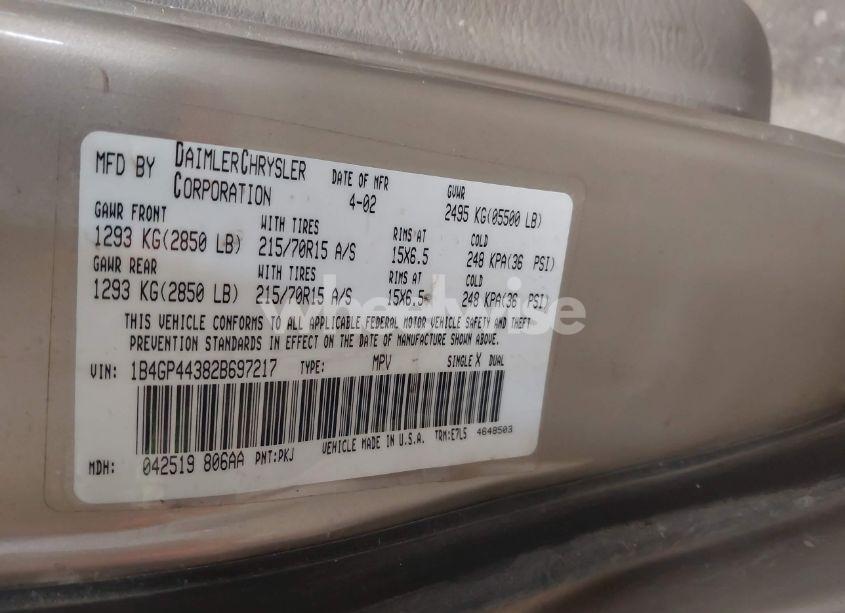 MFD BY DAIMLERCHRYSLER CORPORATION DATE OF MFR 4-02 GVWR 2495 KG(05500 LB)
GAWR FRONT WITH TIRES RIMS AT COLD
1293 KG(2850 LB) 215/70R15 A/S 15X6.5 248 KPA(36 PSI)
GAWR REAR WITH TIRES RIMS AT COLD
1293 KG(2850 LB) 215/70R15 A/S 15X6.5 248 KPA(36 PSI)
THIS VEHICLE CONFORMS TO ALL APPLICABLE FEDERAL MOTOR VEHICLE SAFETY AND THEFT
PREVENTION STANDARDS IN EFFECT ON THE DATE OF MANUFACTURE SHOWN ABOVE.
VIN: 1B4GP44382B697217 TYPE: MPV SINGLE X DUAL
VEHICLE MADE IN U.S.A. TRM:E7L5 4648503
MDH: 042519 806AA PNT:PKJ
wheelwise